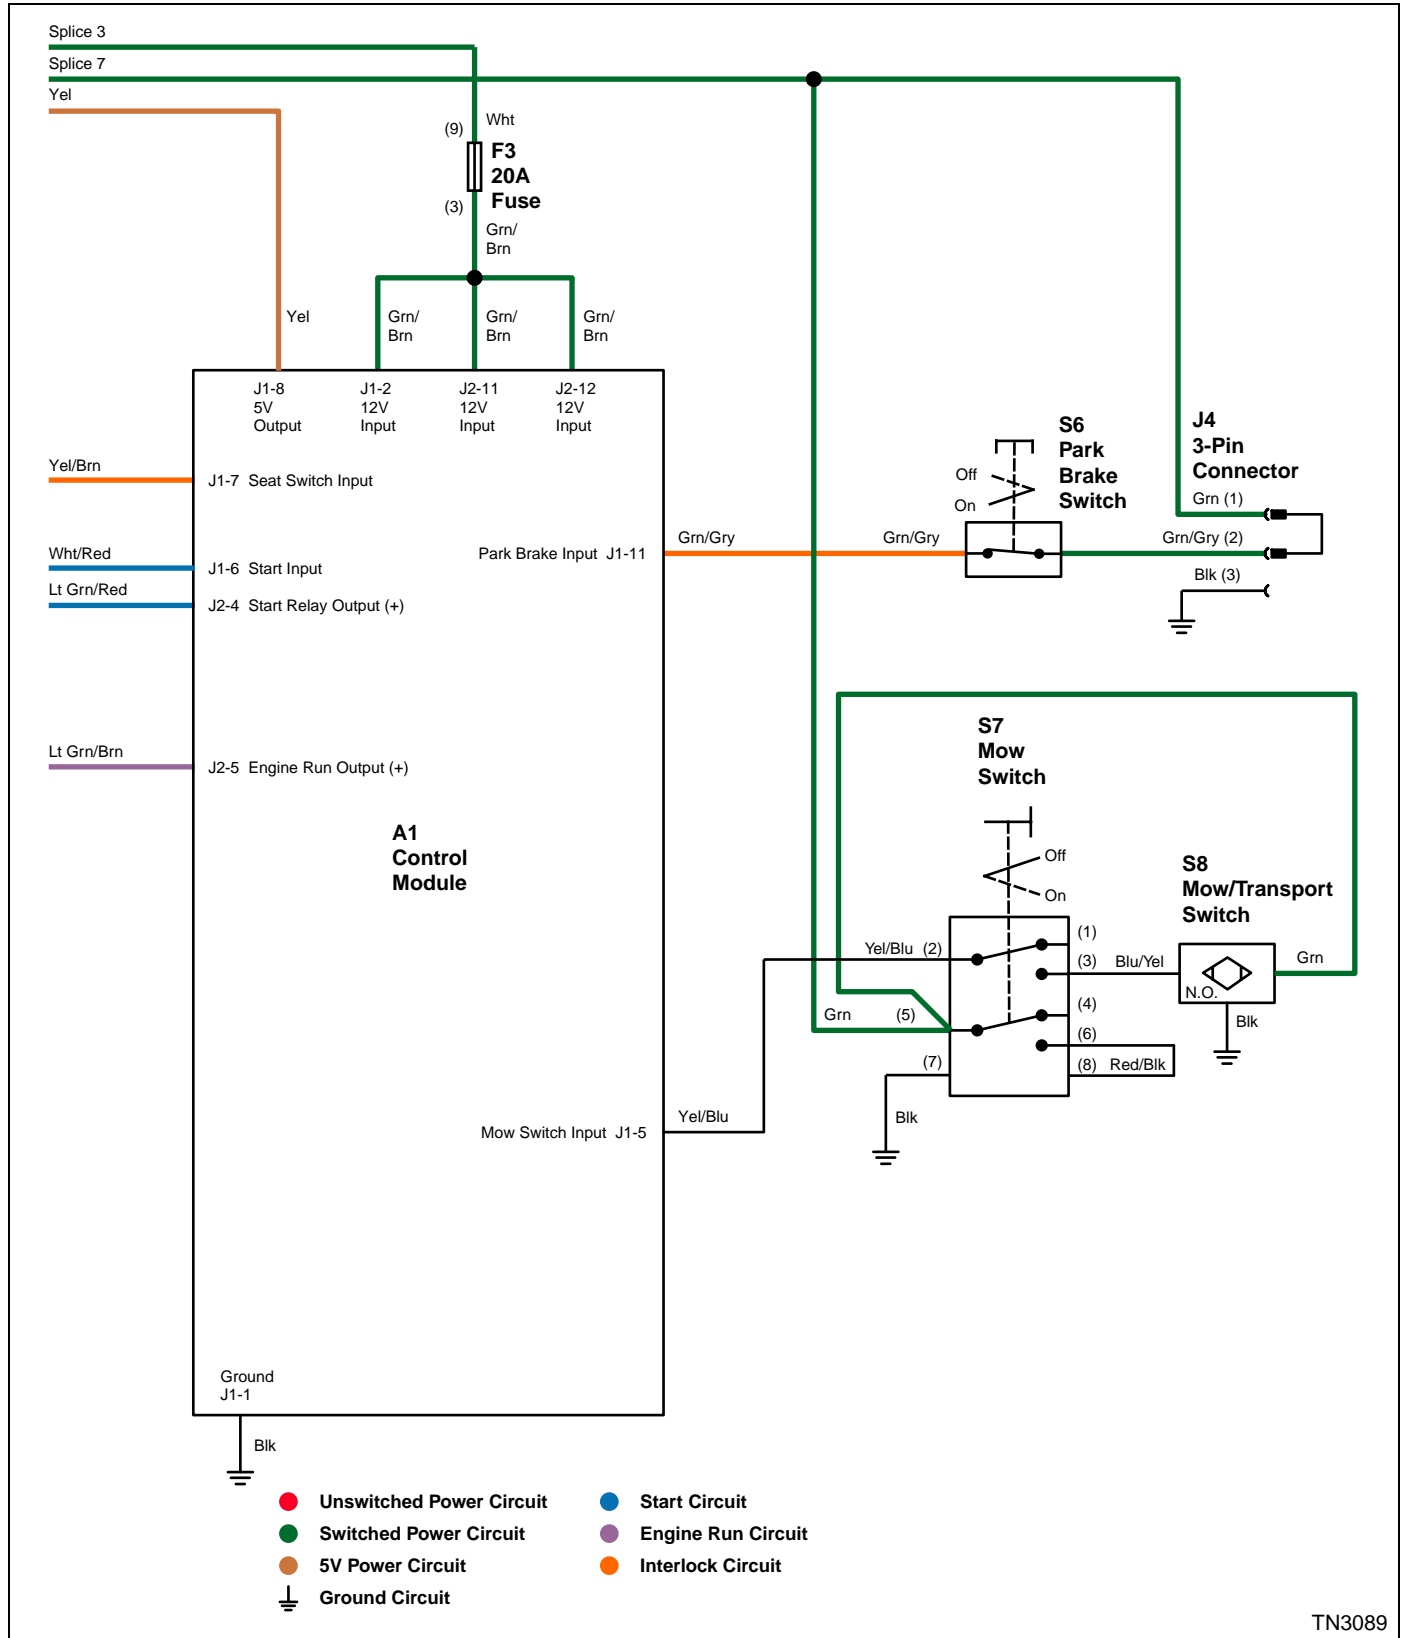 Splice 3
Splice 7
Yel
(9) Wht
F3
20A
Fuse
(3)
Grn/
Brn
Yel
Grn/
Brn
Grn/
Brn
Grn/
Brn
J1-8
5V
Output
J1-2
12V
Input
J2-11
12V
Input
J2-12
12V
Input
Yel/Brn
J1-7 Seat Switch Input
Wht/Red
J1-6 Start Input
Lt Grn/Red
J2-4 Start Relay Output (+)
Park Brake Input J1-11
Grn/Gry
Grn/Gry
S6
Park
Brake
Switch
Off
On
J4
3-Pin
Connector
Grn (1)
Grn/Gry (2)
Blk (3)
Lt Grn/Brn
J2-5 Engine Run Output (+)
A1
Control
Module
S7
Mow
Switch
Off
On
S8
Mow/Transport
Switch
Yel/Blu (2)
(1)
(3) Blu/Yel
N.O.
Grn
Blk
Grn (5)
(4)
(6)
(7)
(8) Red/Blk
Blk
Yel/Blu
Mow Switch Input J1-5
Ground
J1-1
Blk
Unswitched Power Circuit
Switched Power Circuit
5V Power Circuit
Ground Circuit
Start Circuit
Engine Run Circuit
Interlock Circuit
TN3089